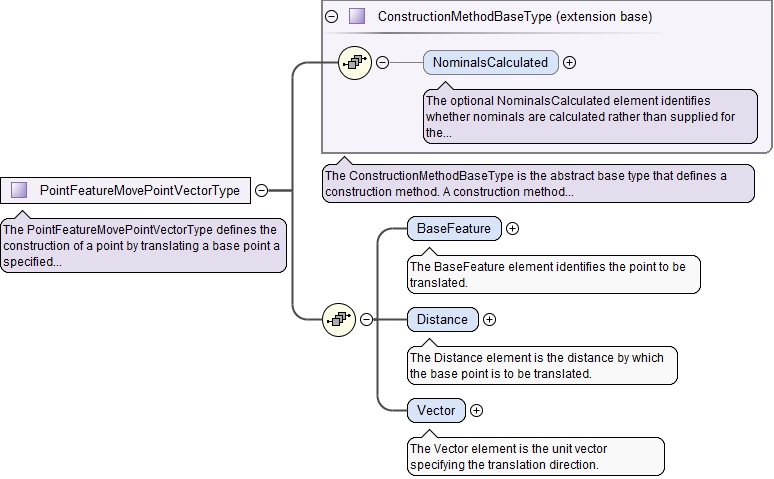 ConstructionMethodBaseType (extension base)
NominalsCalculated
The optional NominalsCalculated element identifies
whether nominals are calculated rather than supplied for
the...
The ConstructionMethodBaseType is the abstract base type that defines a
construction method. A construction method...
PointFeatureMovePointVectorType
The PointFeatureMovePointVectorType defines the
construction of a point by translating a base point a
specified...
BaseFeature
The BaseFeature element identifies the point to be
translated.
Distance
The Distance element is the distance by which
the base point is to be translated.
Vector
The Vector element is the unit vector
specifying the translation direction.